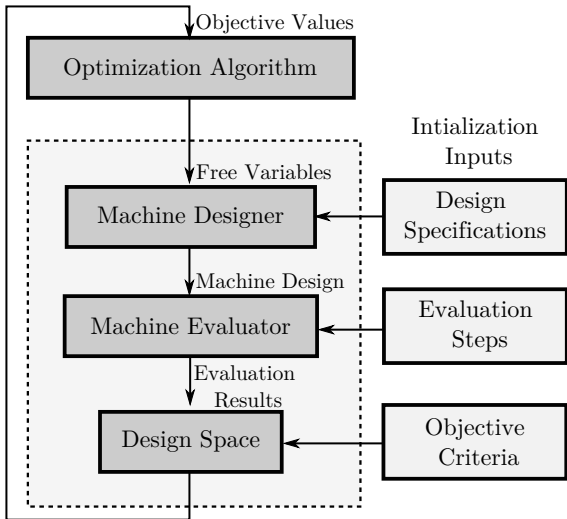 Objective Values
Optimization Algorithm
Intialization
Inputs
Free Variables
Machine Designer
Design
Specifications
Machine Design
Machine Evaluator
Evaluation
Steps
Evaluation
Results
Design Space
Objective
Criteria